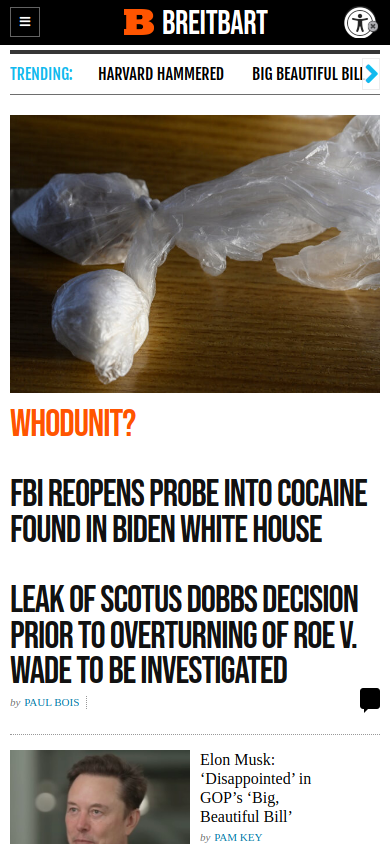 BREITBART
TRENDING:
HARVARD HAMMERED
BIG BEAUTIFUL BILL
WHODUNIT?
FBI REOPENS PROBE INTO COCAINE
FOUND IN BIDEN WHITE HOUSE
LEAK OF SCOTUS DOBBS DECISION
PRIOR TO OVERTURNING OF ROE V.
WADE TO BE INVESTIGATED
by PAUL BOIS
Elon Musk:
‘Disappointed’ in
GOP’s ‘Big,
Beautiful Bill’
by PAM KEY